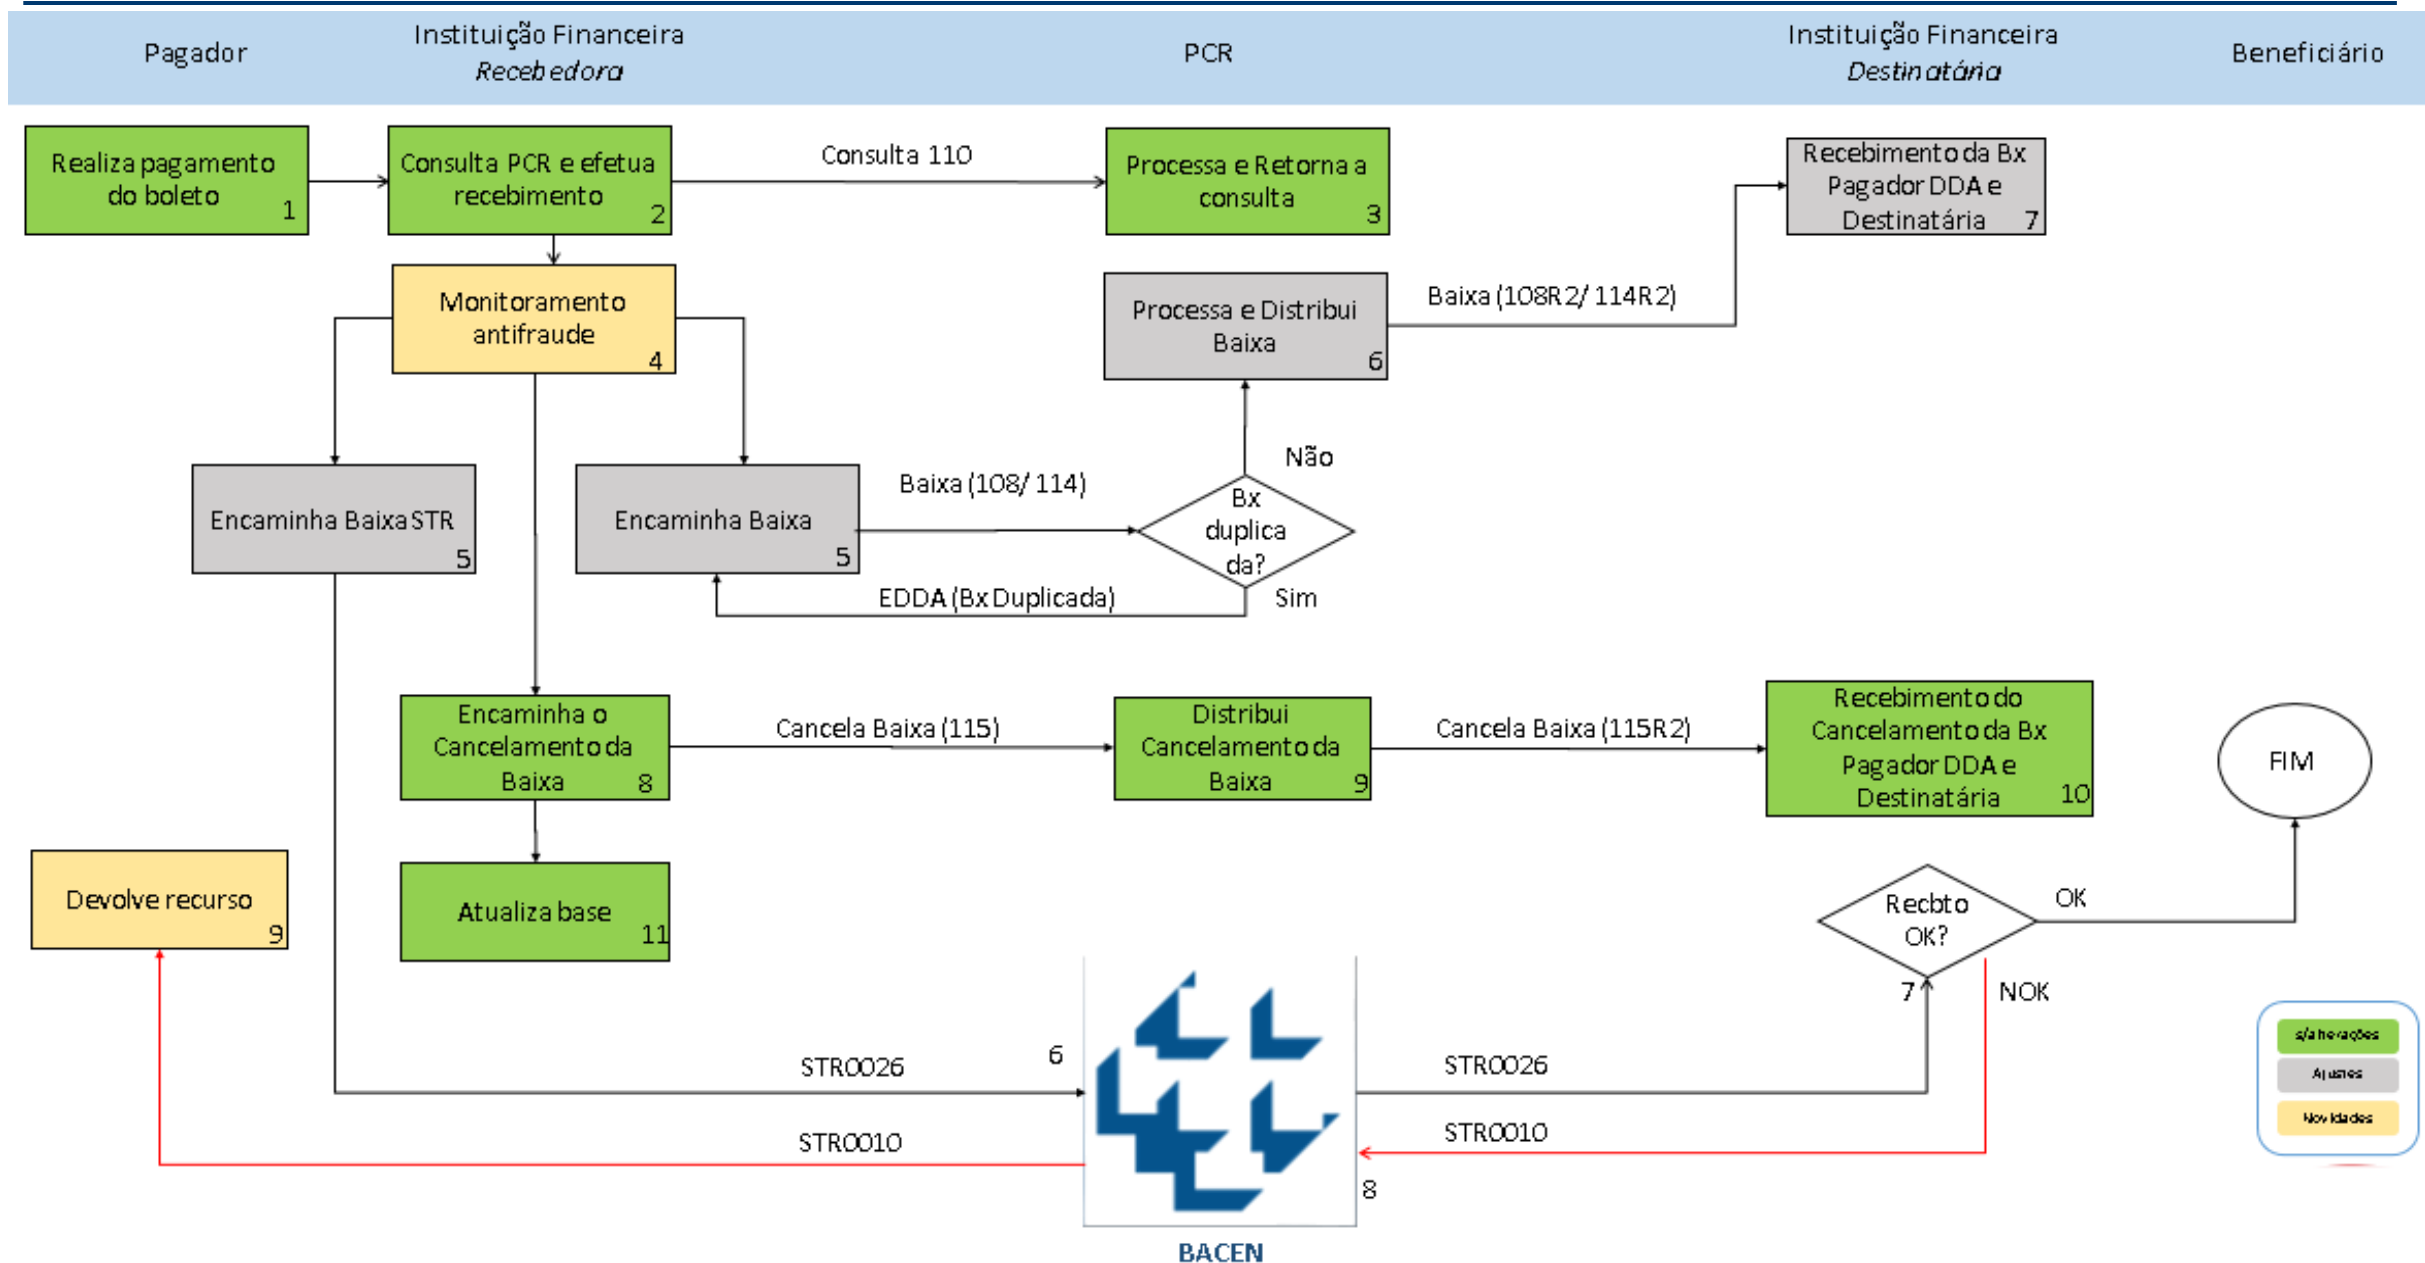 Pagador
Instituição Financeira
Recebedora
PCR
Instituição Financeira
Destinatária
Beneficiário
Realiza pagamento
do boleto
1
Consulta PCR e efetua
recebimento
2
Consulta 110
Processa e Retorna a
consulta
3
Recebimento da Bx
Pagador DDA e
Destinatária
7
Monitoramento
antifraude
4
Processa e Distribui
Baixa
6
Baixa (108R2/ 114R2)
Encaminha Baixa STR
5
Encaminha Baixa
5
Baixa (108/ 114)
Não
Bx
duplica
da?
Sim
EDDA (Bx Duplicada)
Encaminha o
Cancelamento da
Baixa
8
Cancela Baixa (115)
Distribui
Cancelamento da
Baixa
9
Cancela Baixa (115R2)
Recebimento do
Cancelamento da Bx
Pagador DDA e
Destinatária
10
FIM
Devolve recurso
9
Atualiza base
11
Recbto
OK?
OK
7
NOK
STR0026
6
STR0026
STR0010
STR0010
8
BACEN
s/alterações
Ajustes
Novidades